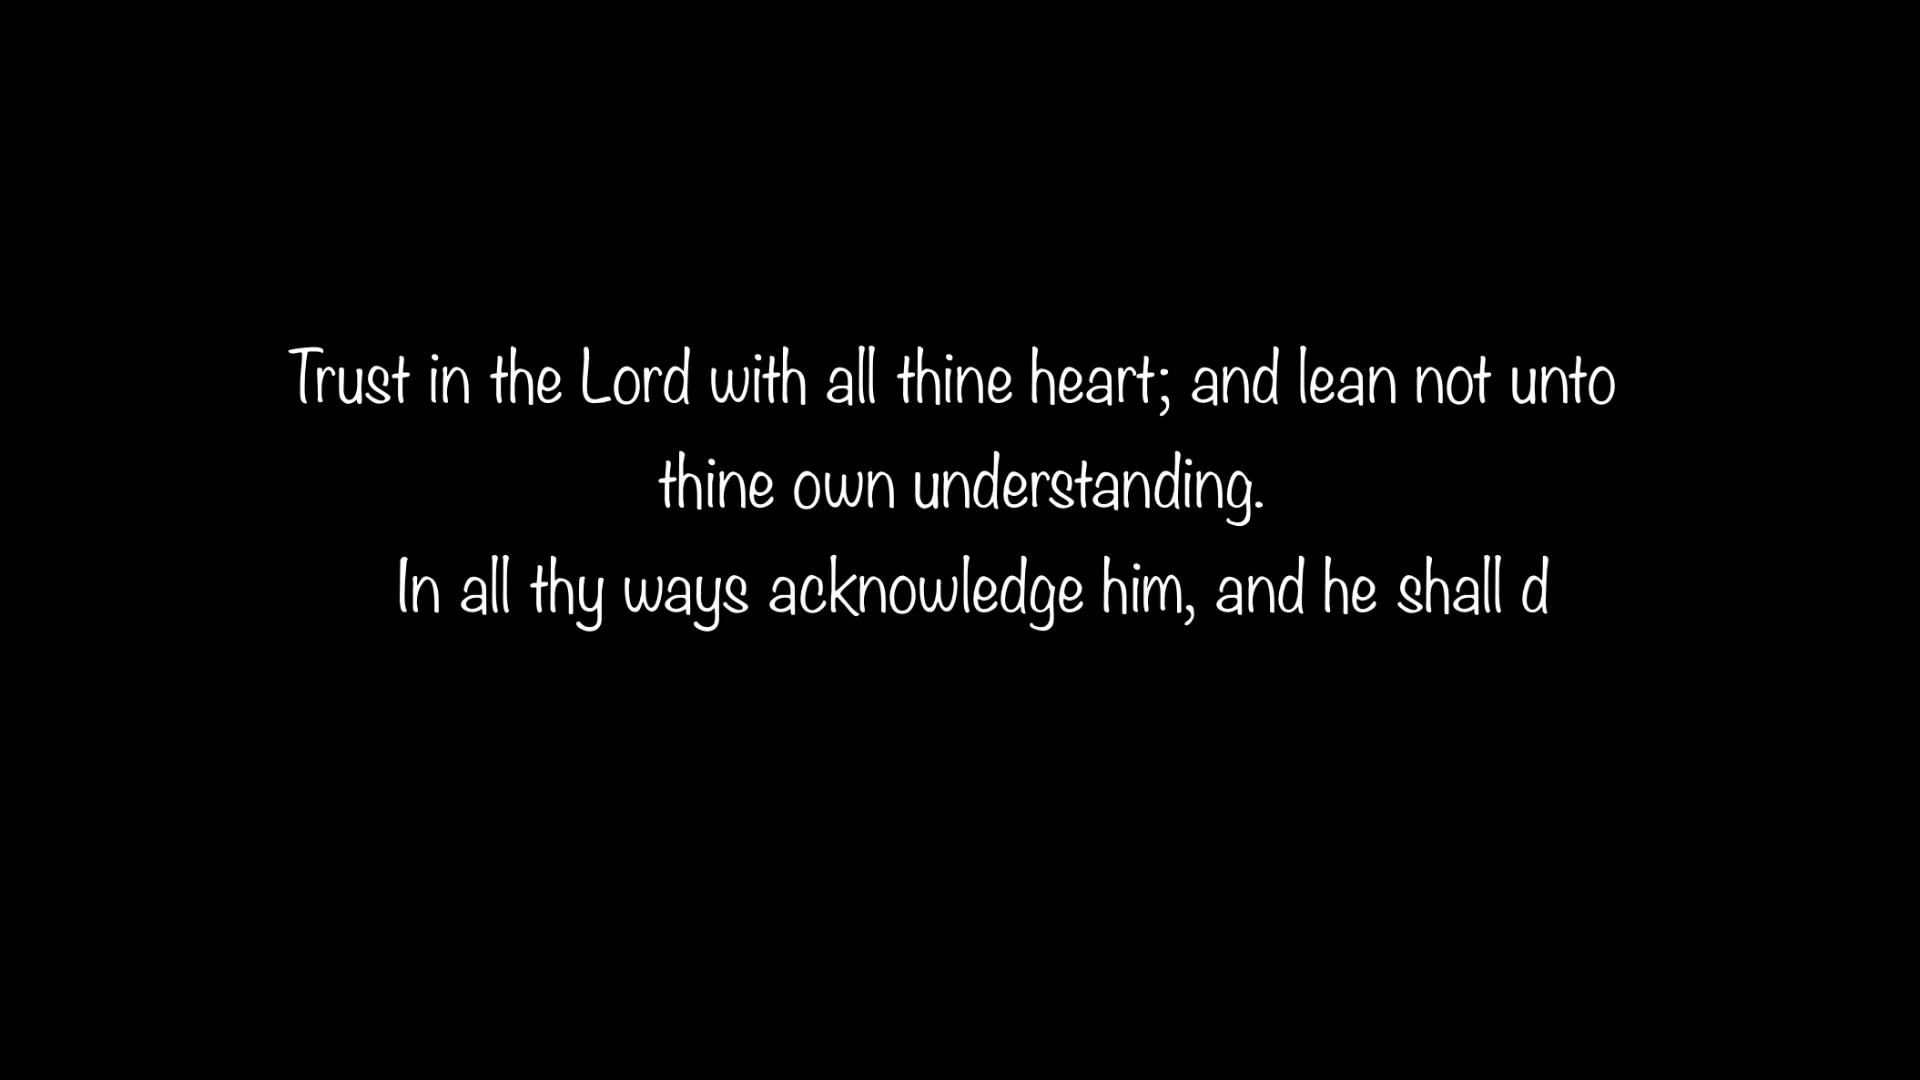 Trust in the Lord with all thine heart; and lean not unto
thine own understanding.
In all thy ways acknowledge him, and he shall d